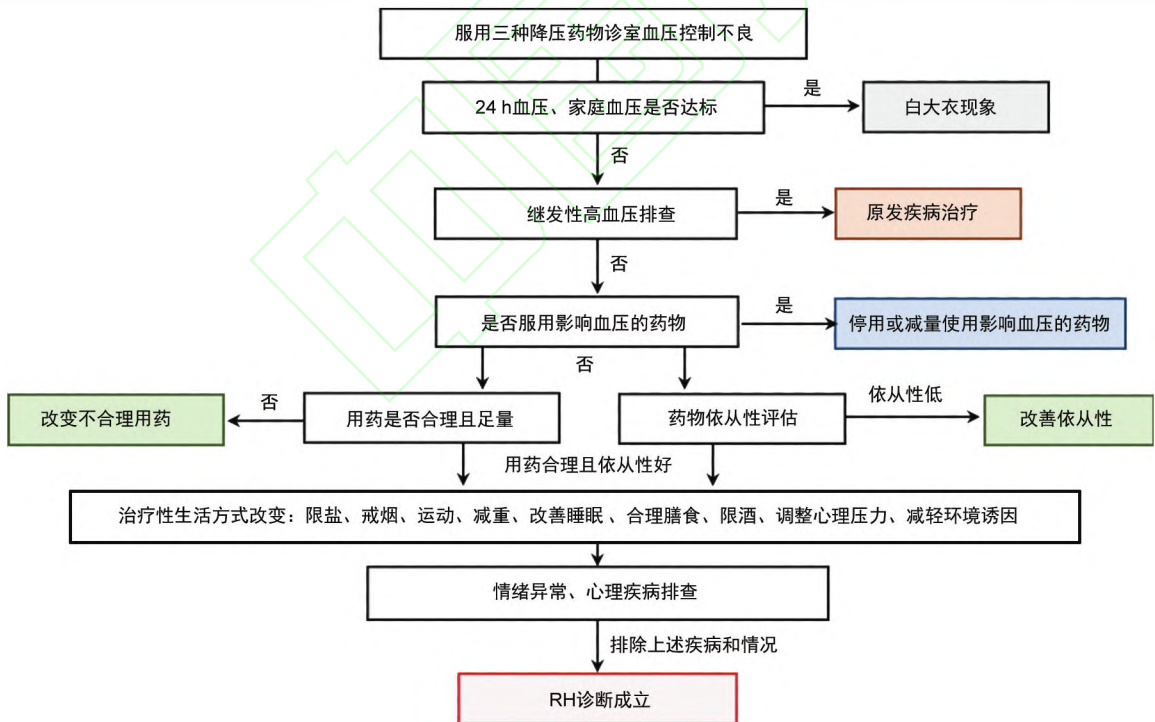 服用三种降压药物诊室血压控制不良
24 h血压、家庭血压是否达标
是
白大衣现象
否
继发性高血压排查
是
原发疾病治疗
否
是否服用影响血压的药物
是
停用或减量使用影响血压的药物
否
改变不合理用药
否
用药是否合理且足量
药物依从性评估
依从性低
改善依从性
用药合理且依从性好
治疗性生活方式改变：限盐、戒烟、运动、减重、改善睡眠、合理膳食、限酒、调整心理压力、减轻环境诱因
情绪异常、心理疾病排查
排除上述疾病和情况
RH诊断成立